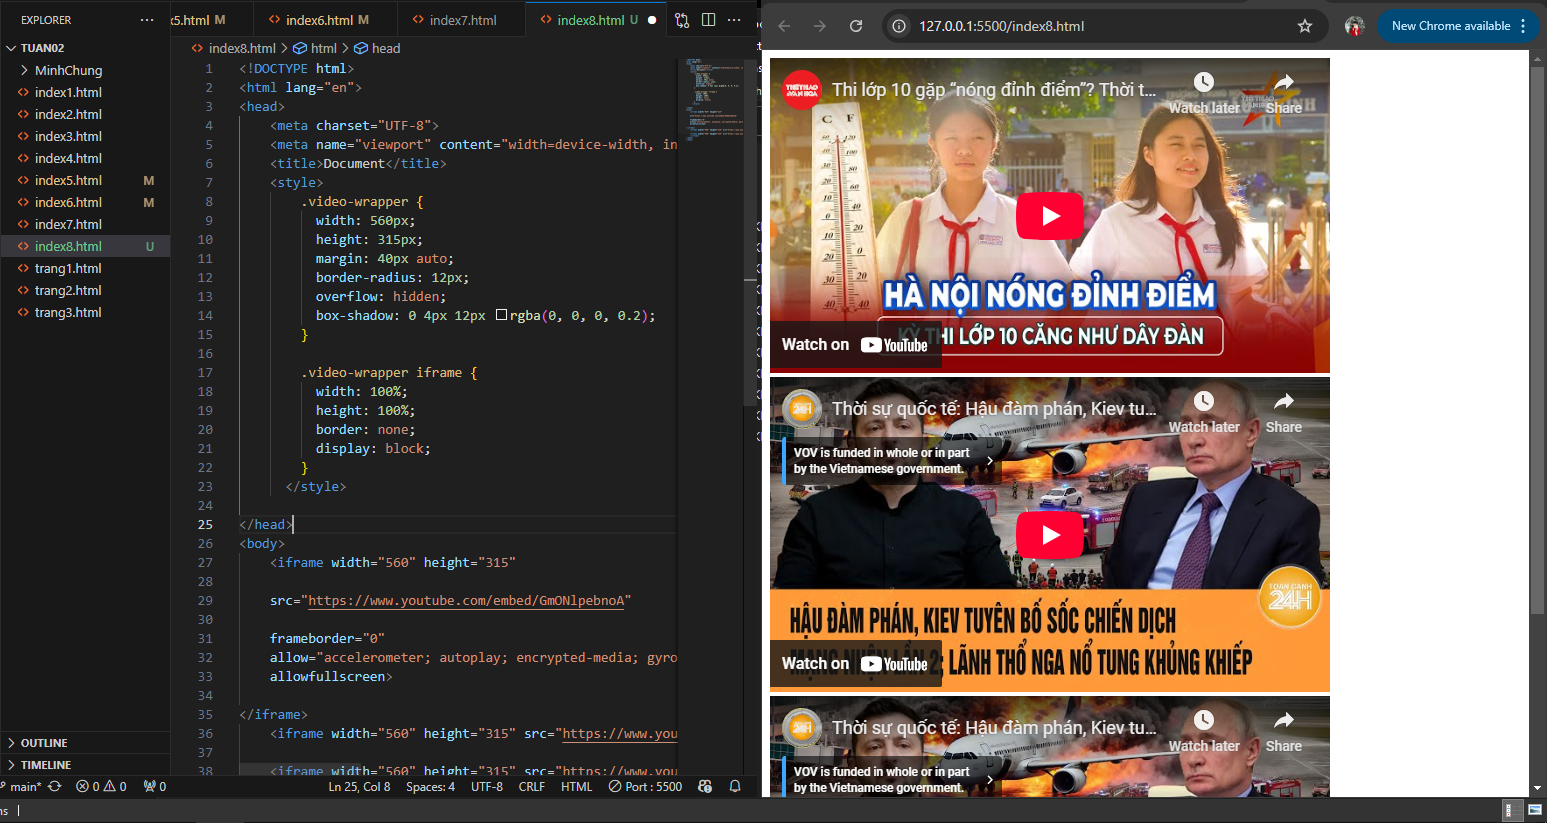 EXPLORER
TUAN02
MinhChung
index1.html
index2.html
index3.html
index4.html
index5.html M
index6.html M
index7.html
index8.html U
trang1.html
trang2.html
trang3.html
OUTLINE
TIMELINE
x5.html M
index6.html M
index7.html
index8.html U
index8.html > html > head
1 <!DOCTYPE html>
2 <html lang="en">
3 <head>
4 <meta charset="UTF-8">
5 <meta name="viewport" content="width=device-width, in
6 <title>Document</title>
7 <style>
8 .video-wrapper {
9 width: 560px;
10 height: 315px;
11 margin: 40px auto;
12 border-radius: 12px;
13 overflow: hidden;
14 box-shadow: 0 4px 12px rgba(0, 0, 0, 0.2);
15 }
16
17 .video-wrapper iframe {
18 width: 100%;
19 height: 100%;
20 border: none;
21 display: block;
22 }
23 </style>
24
25 </head>
26 <body>
27 <iframe width="560" height="315"
28
29 src="https://www.youtube.com/embed/GmONlpebnoA"
30
31 frameborder="0"
32 allow="accelerometer; autoplay; encrypted-media; gyro
33 allowfullscreen>
34
35 </iframe>
36 <iframe width="560" height="315" src="https://www.you
37
38 <iframe width="560" height="315" src="https://www.you
main* 0 0 0
Ln 25, Col 8 Spaces: 4 UTF-8 CRLF HTML Port : 5500
ns
127.0.0.1:5500/index8.html
New Chrome available
THỂ THAO
VĂN HÓA
Thi lớp 10 gặp “nóng đỉnh điểm”? Thời t...
Watch later
Share
C F
HÀ NỘI NÓNG ĐỈNH ĐIỂM
KỲ THI LỚP 10 CĂNG NHƯ DÂY ĐÀN
Watch on YouTube
24H
Thời sự quốc tế: Hậu đàm phán, Kiev tu...
Watch later
Share
VOV is funded in whole or in part
by the Vietnamese government.
TOÀN CẢNH
24H
HẬU ĐÀM PHÁN, KIEV TUYÊN BỐ SỐC CHIẾN DỊCH
MẠNG NHỆN LẦN 2; LÃNH THỔ NGA NỔ TUNG KHỦNG KHIẾP
Watch on YouTube
24H
Thời sự quốc tế: Hậu đàm phán, Kiev tu...
Watch later
Share
VOV is funded in whole or in part
by the Vietnamese government.